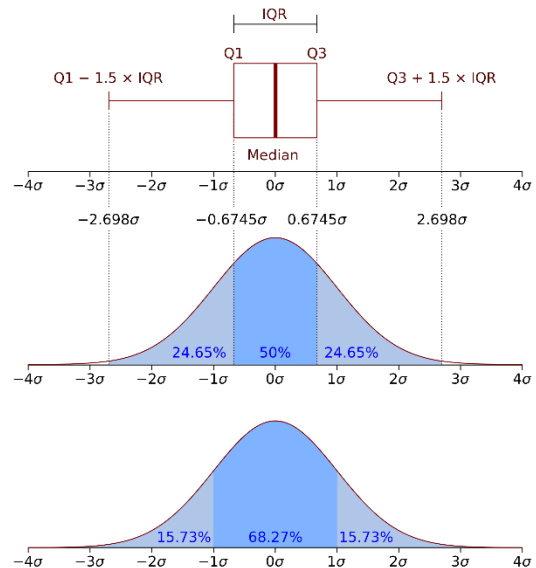 IQR
Q1 Q3
Q1 − 1.5 × IQR Q3 + 1.5 × IQR
Median
−4σ −3σ −2σ −1σ 0σ 1σ 2σ 3σ 4σ
−2.698σ −0.6745σ 0.6745σ 2.698σ
24.65% 50% 24.65%
−4σ −3σ −2σ −1σ 0σ 1σ 2σ 3σ 4σ
15.73% 68.27% 15.73%
−4σ −3σ −2σ −1σ 0σ 1σ 2σ 3σ 4σ